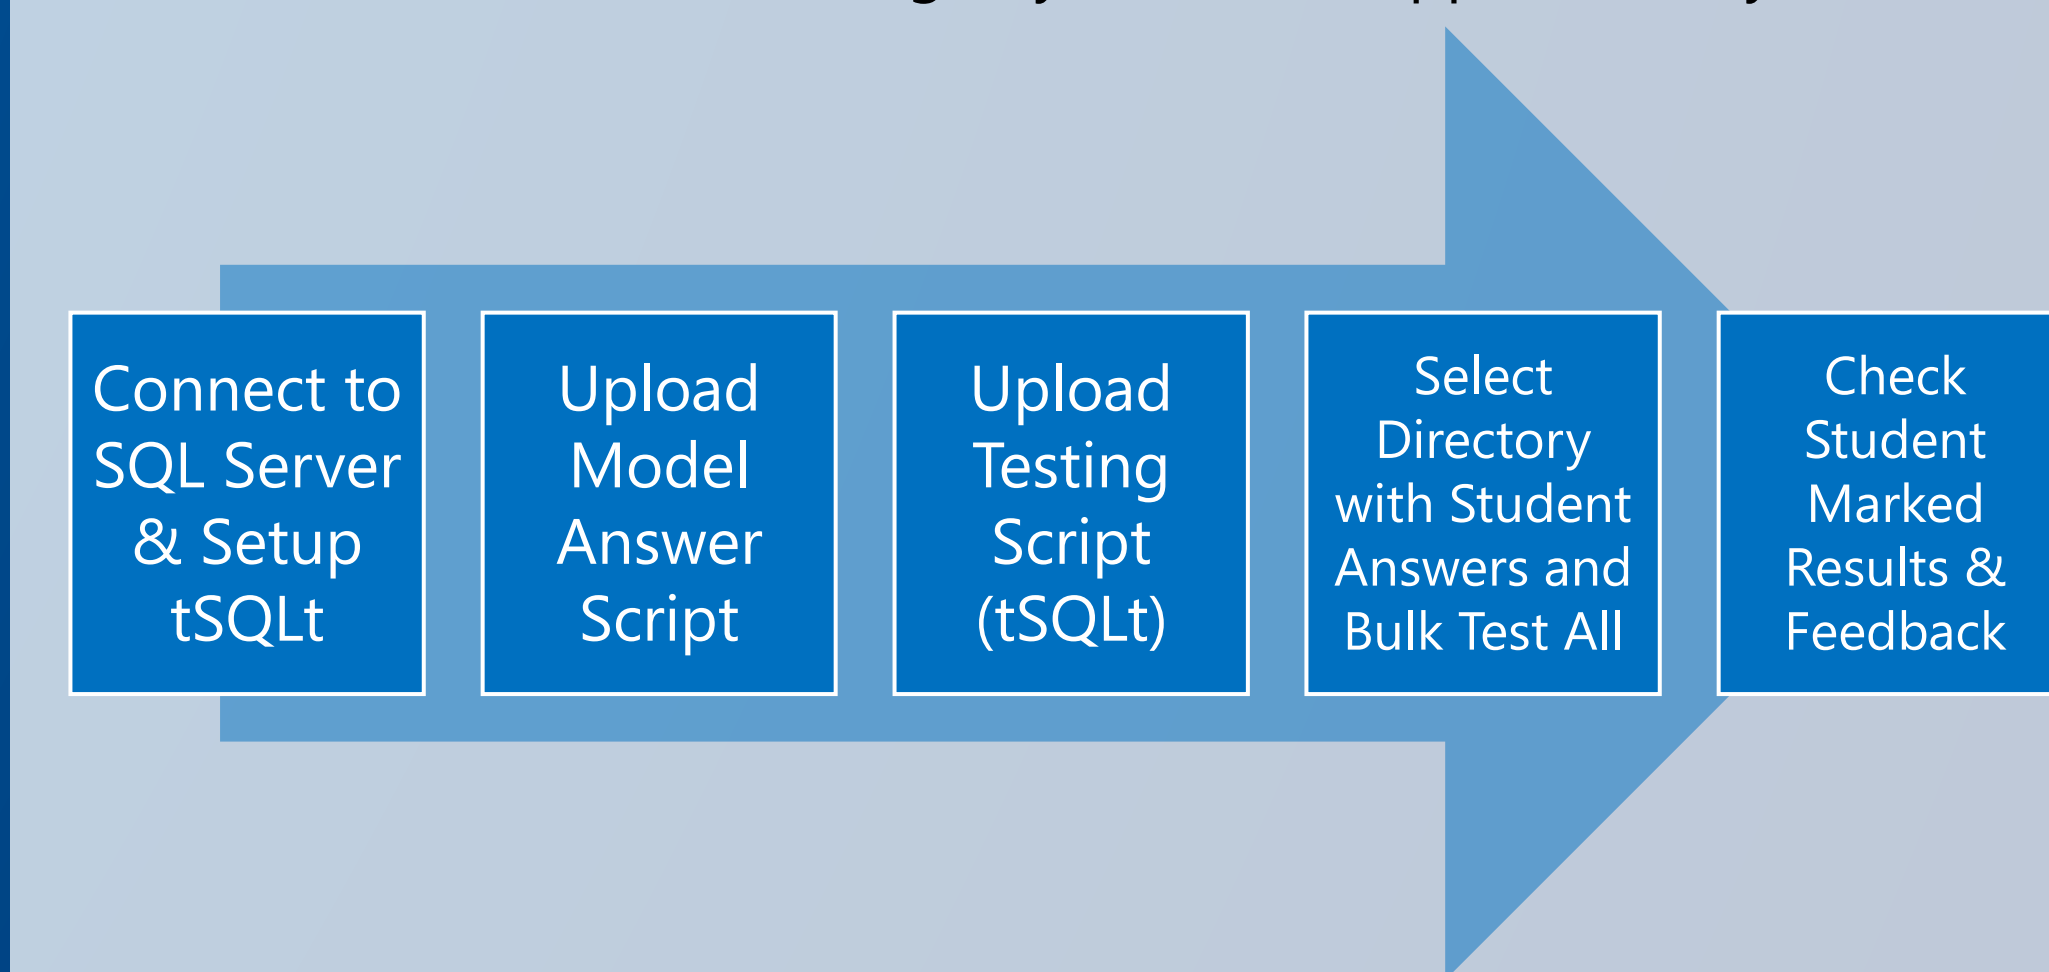 Connect to
SQL Server
& Setup
tSQLt
Upload
Model
Answer
Script
Upload
Testing
Script
(tSQLt)
Select
Directory
with Student
Answers and
Bulk Test All
Check
Student
Marked
Results &
Feedback